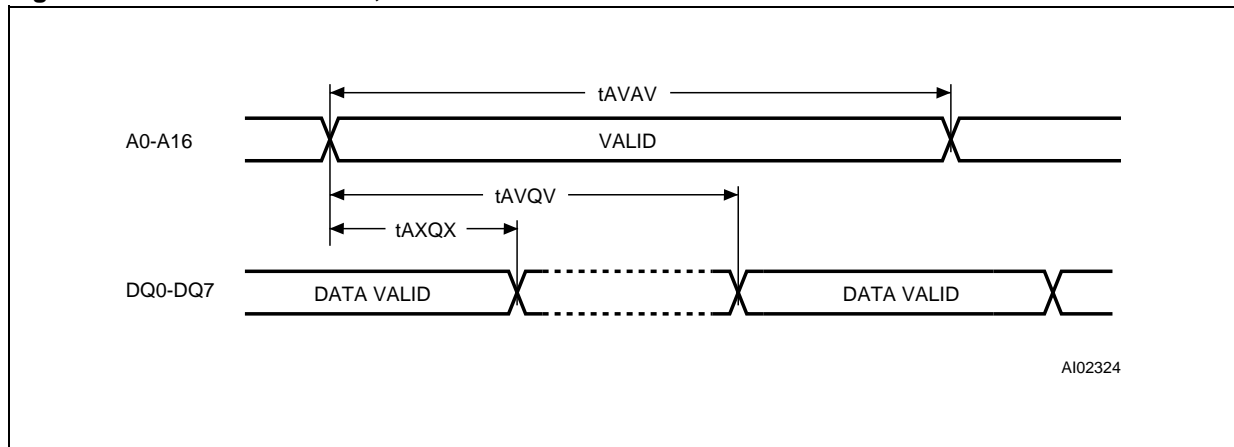 tAVAV
A0-A16
VALID
tAVQV
tAXQX
DQ0-DQ7
DATA VALID
DATA VALID
AI02324